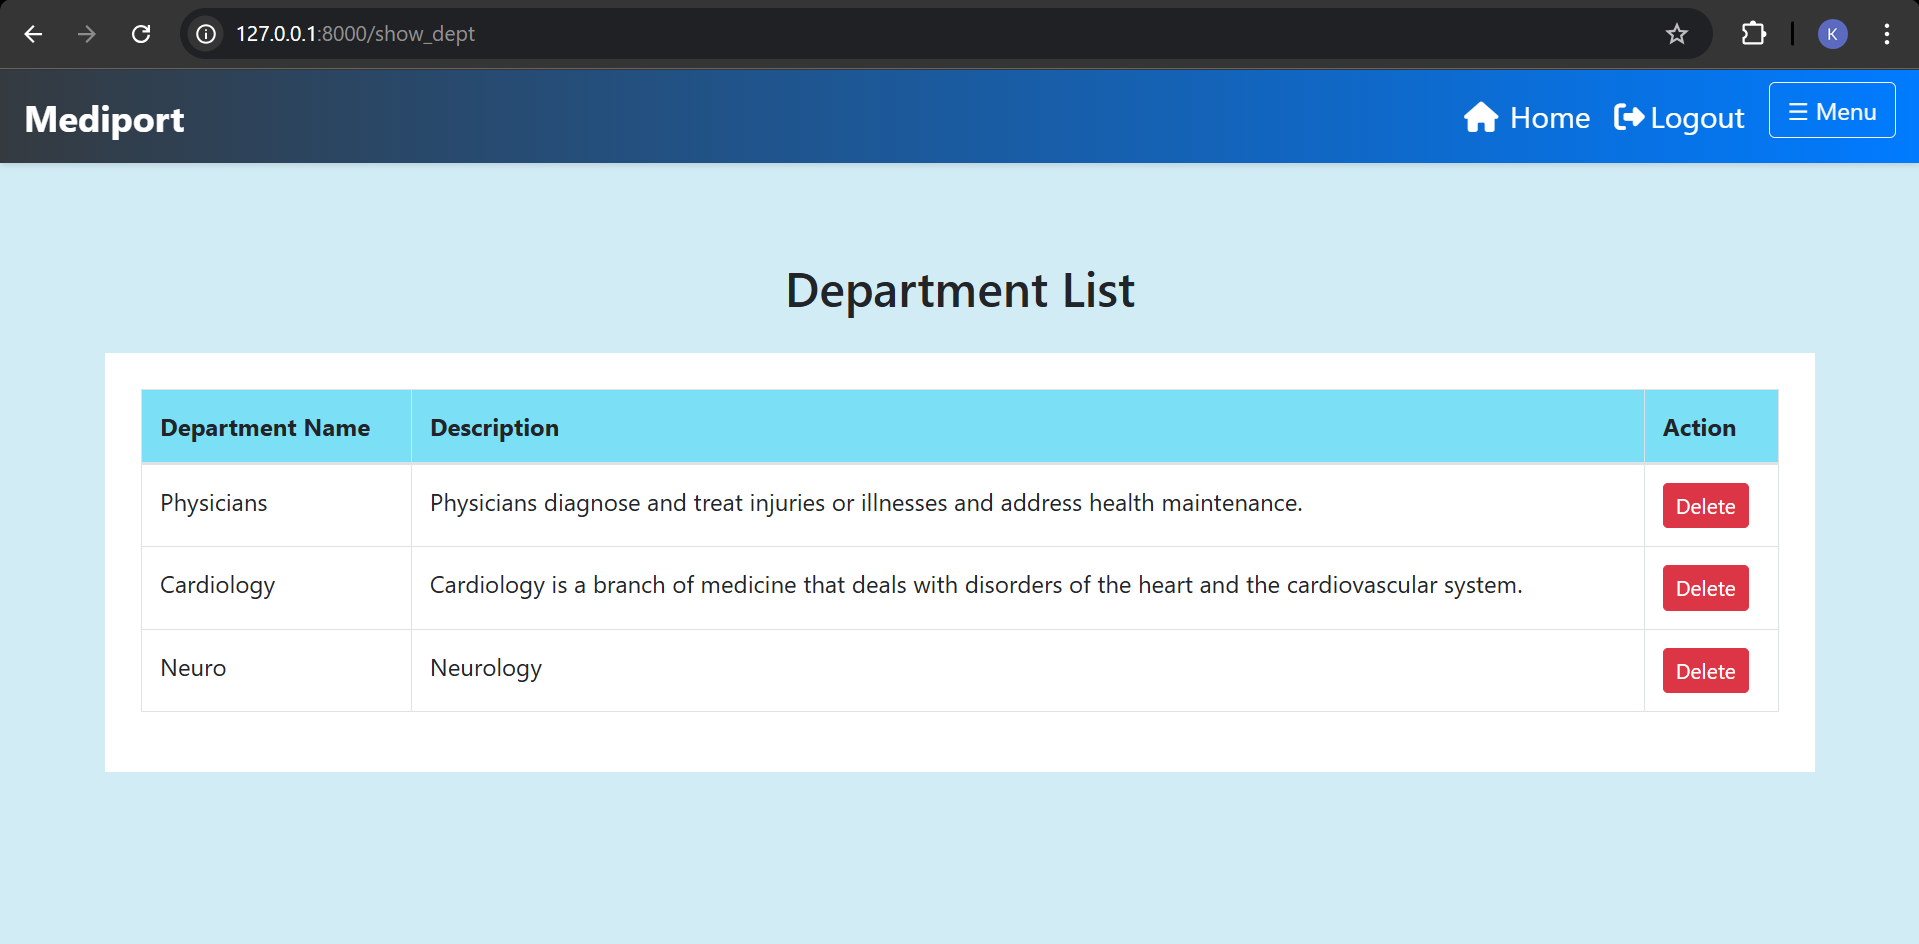 127.0.0.1:8000/show_dept
K
Mediport
Home Logout ☰ Menu
Department List
Department Name Description Action
Physicians Physicians diagnose and treat injuries or illnesses and address health maintenance. Delete
Cardiology Cardiology is a branch of medicine that deals with disorders of the heart and the cardiovascular system. Delete
Neuro Neurology Delete